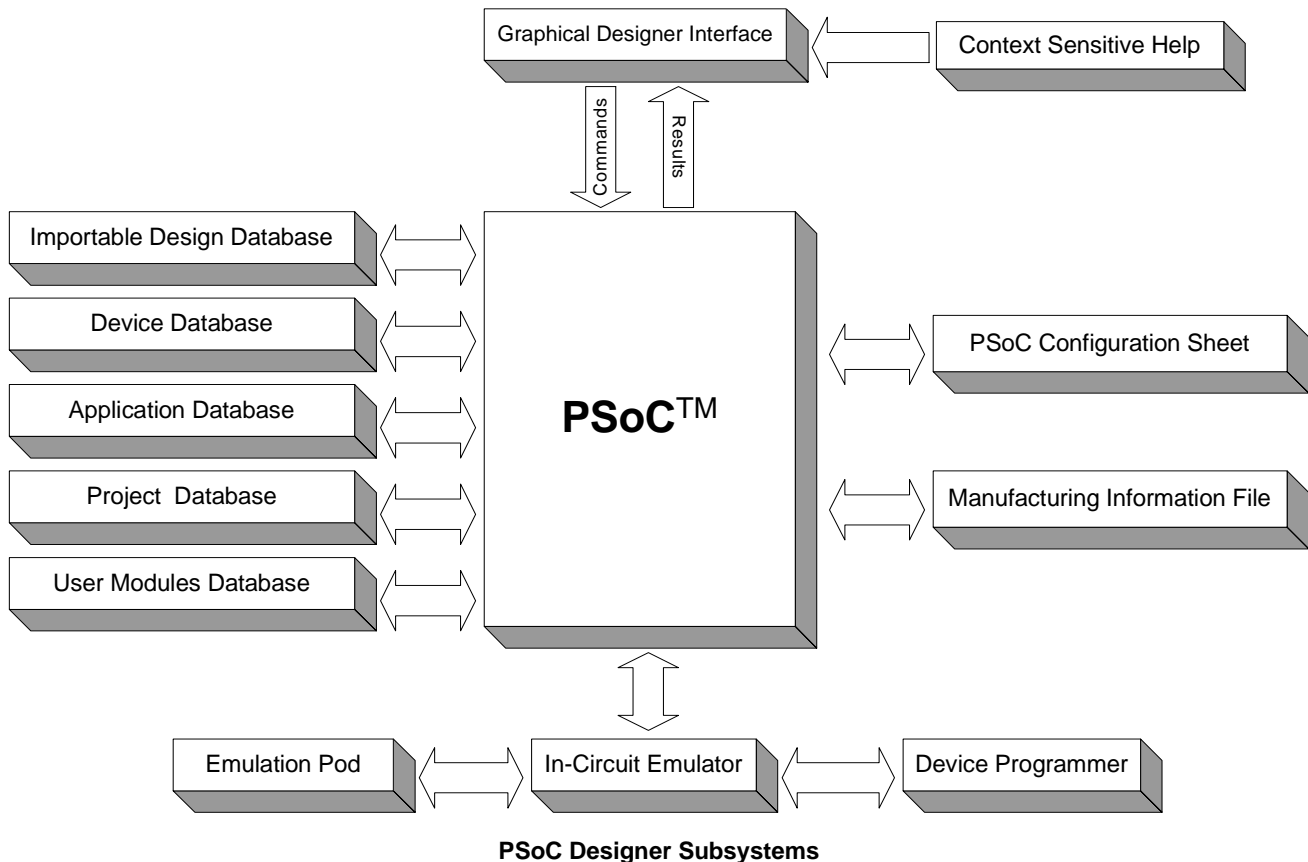 Graphical Designer Interface
Context Sensitive Help
Commands
Results
Importable Design Database
Device Database
Application Database
Project Database
User Modules Database
PSoC™
PSoC Configuration Sheet
Manufacturing Information File
Emulation Pod
In-Circuit Emulator
Device Programmer
PSoC Designer Subsystems